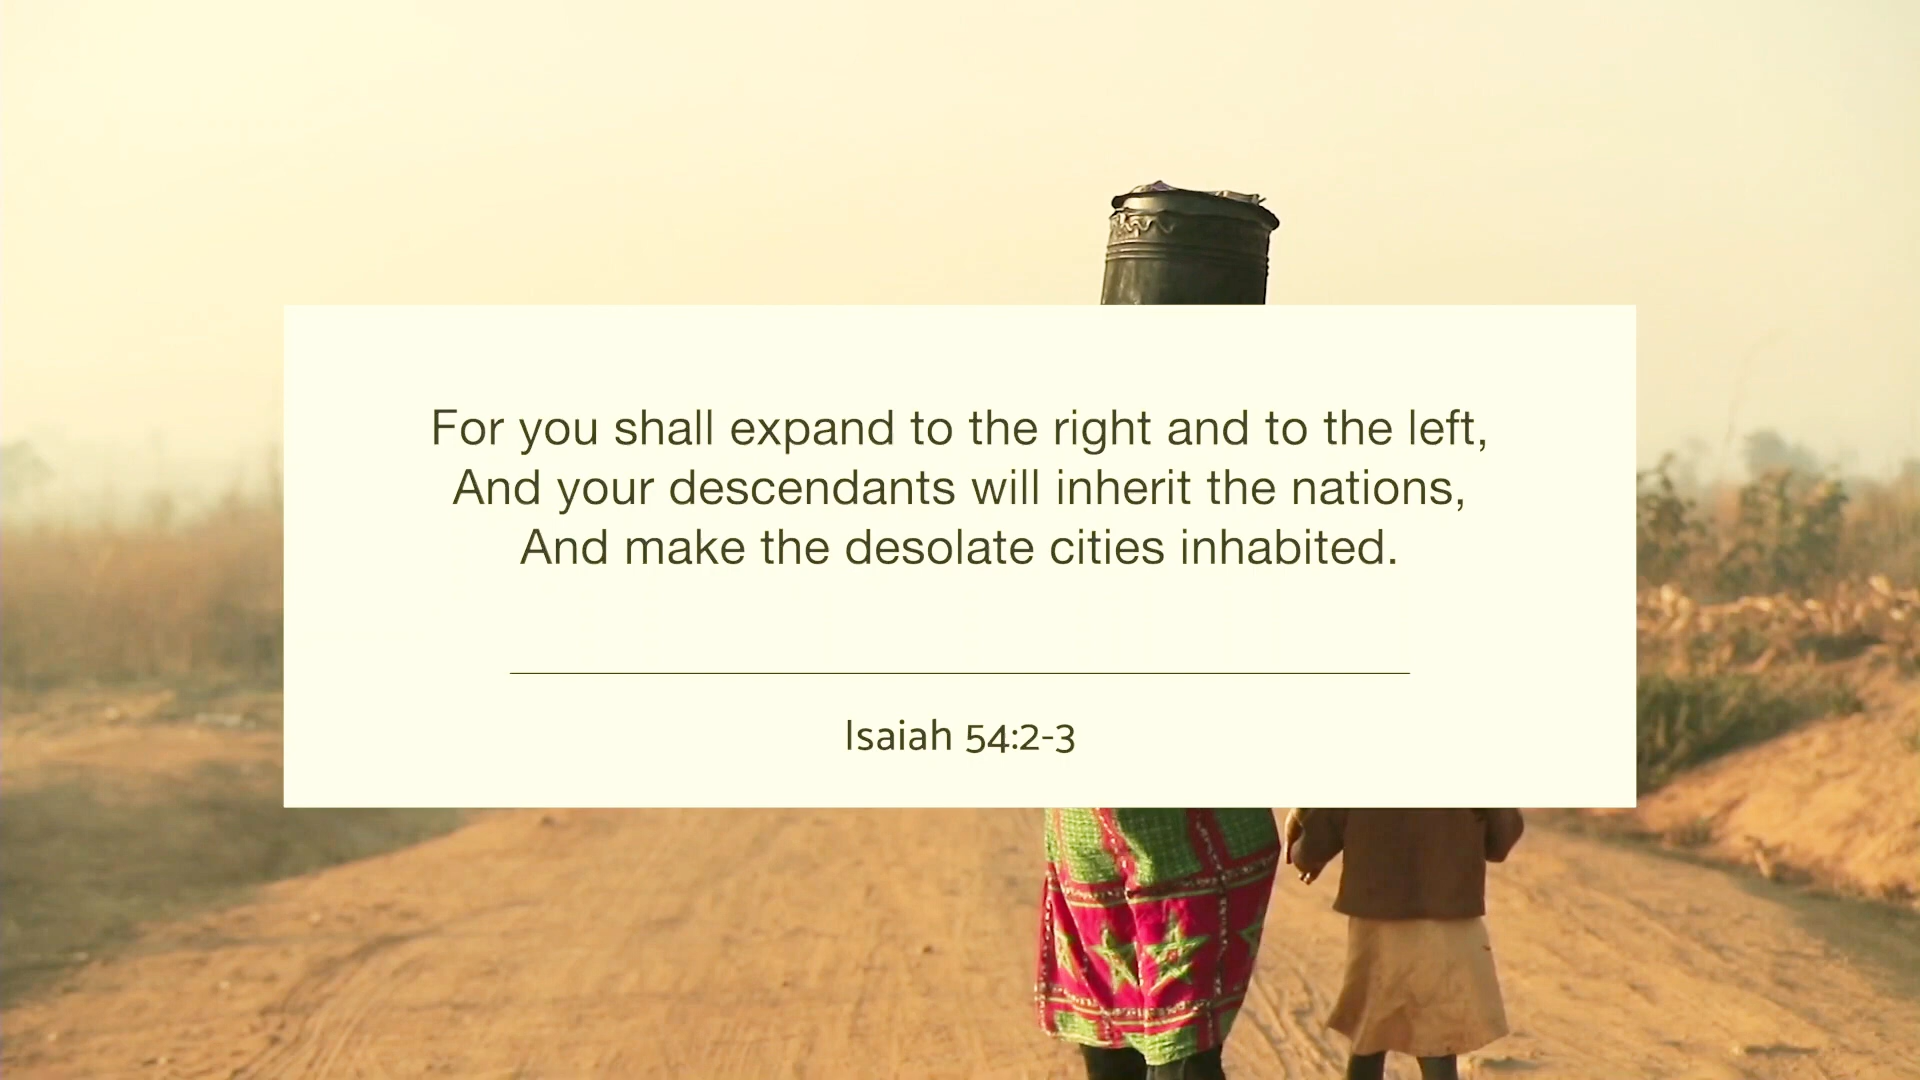 For you shall expand to the right and to the left,
And your descendants will inherit the nations,
And make the desolate cities inhabited.
Isaiah 54:2-3